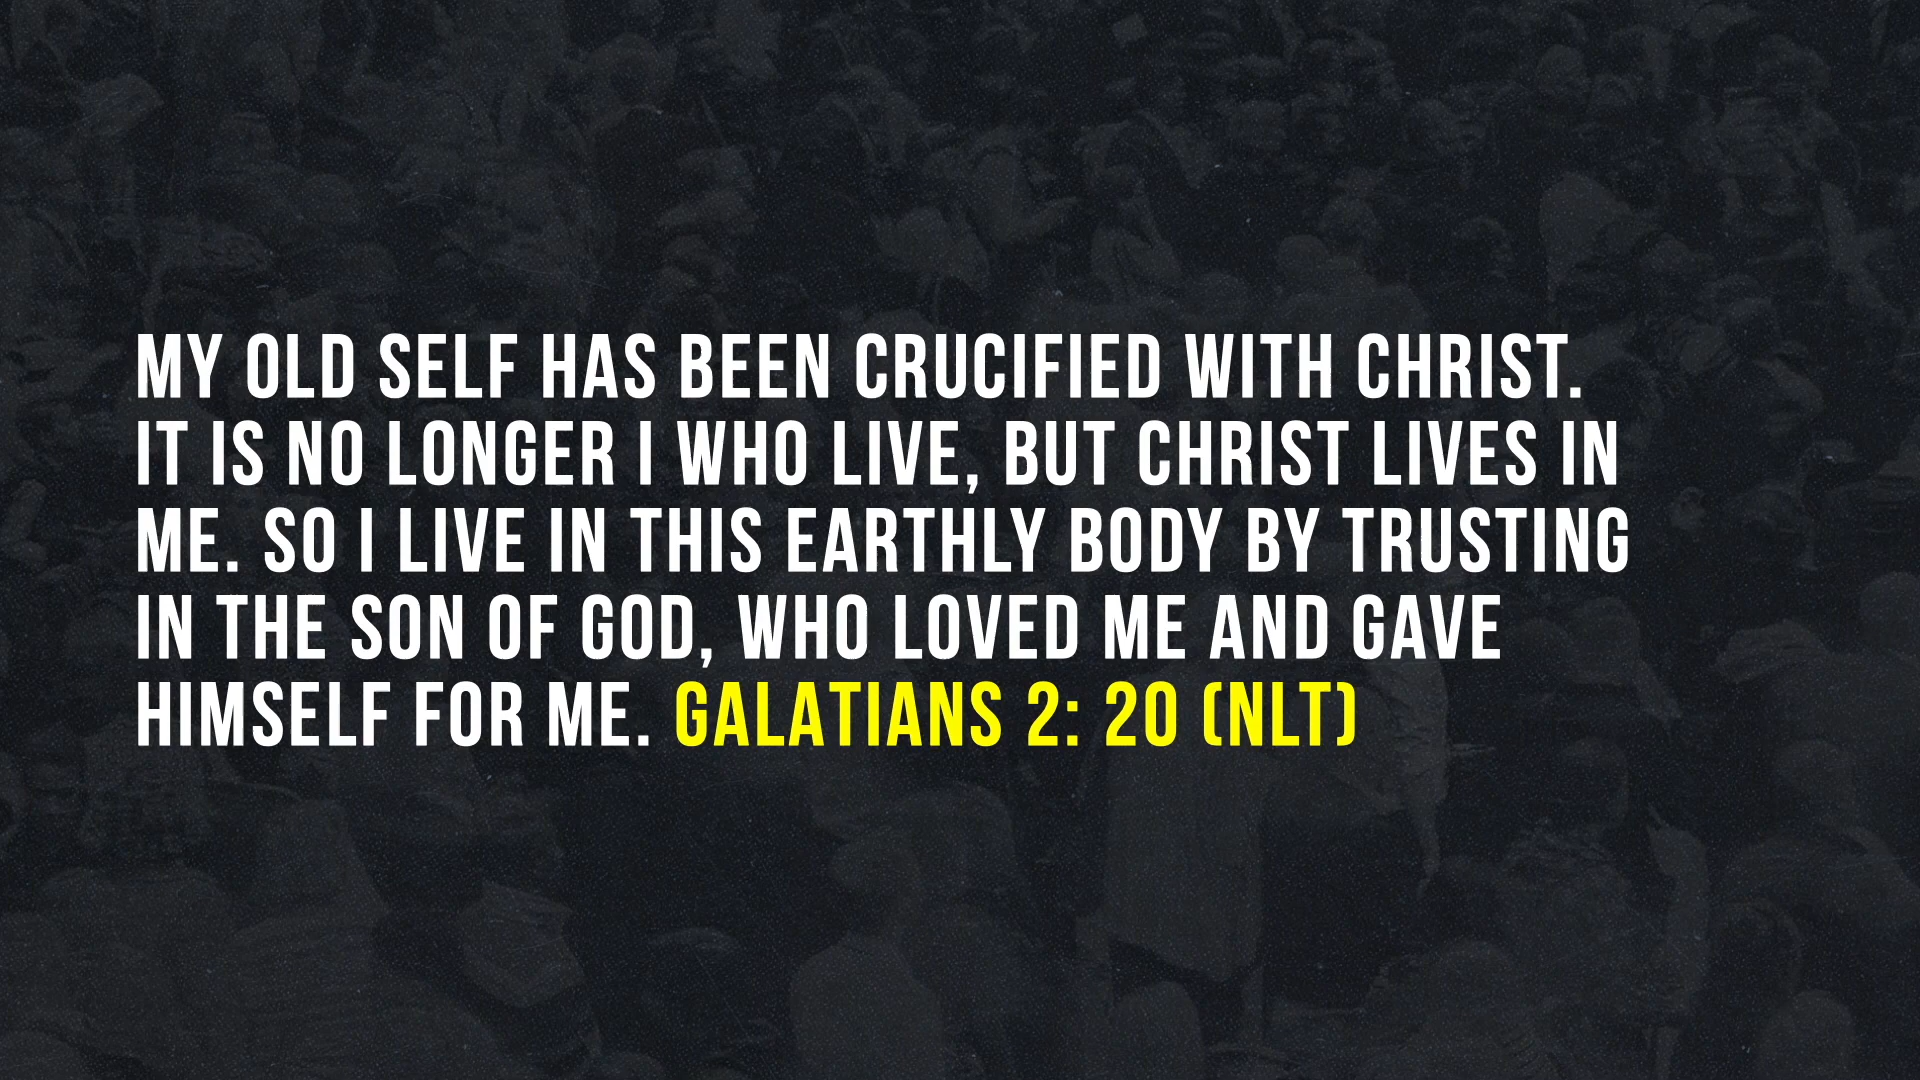 MY OLD SELF HAS BEEN CRUCIFIED WITH CHRIST.
IT IS NO LONGER I WHO LIVE, BUT CHRIST LIVES IN
ME. SO I LIVE IN THIS EARTHLY BODY BY TRUSTING
IN THE SON OF GOD, WHO LOVED ME AND GAVE
HIMSELF FOR ME. GALATIANS 2: 20 (NLT)